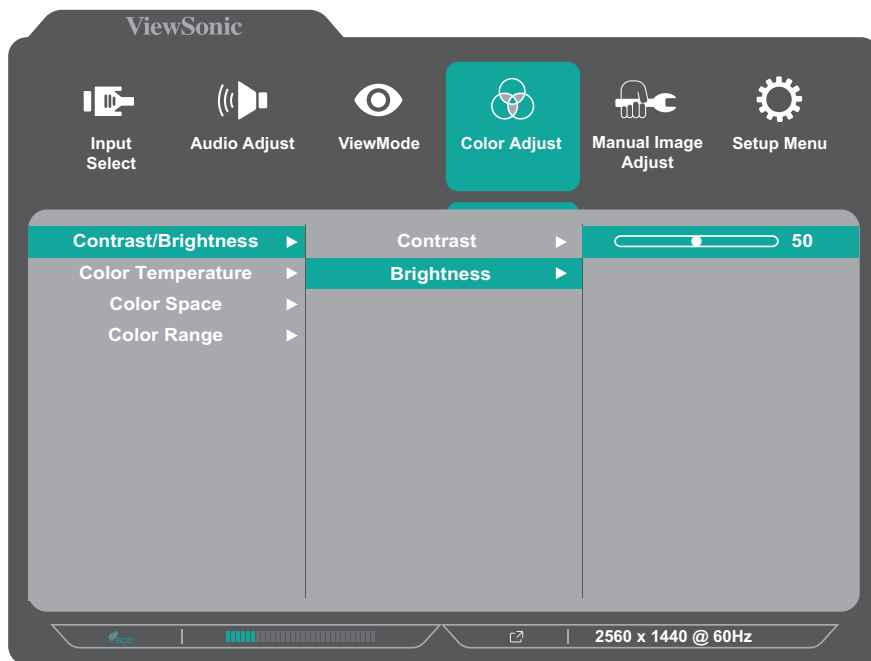 ViewSonic
Input Select
Audio Adjust
ViewMode
Color Adjust
Manual Image Adjust
Setup Menu
Contrast/Brightness
Contrast
50
Color Temperature
Brightness
Color Space
Color Range
eco
2560 x 1440 @ 60Hz